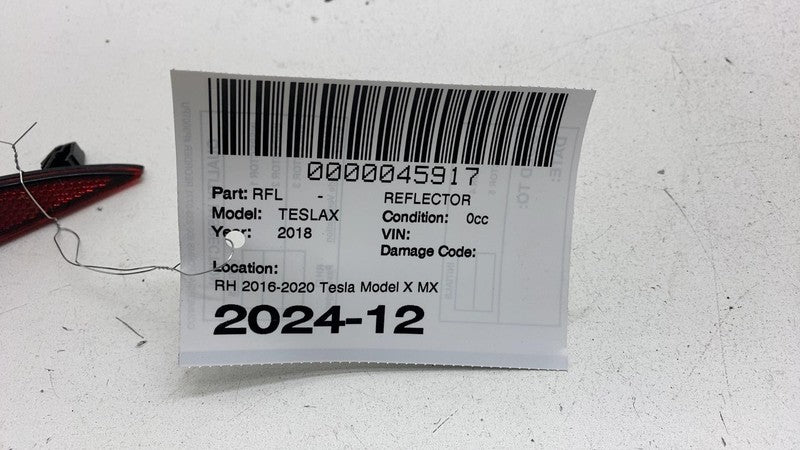 0000045917
Part: RFL - REFLECTOR
Model: TESLAX Condition: 0cc
Year: 2018 VIN:
Damage Code:
Location:
RH 2016-2020 Tesla Model X MX
2024-12